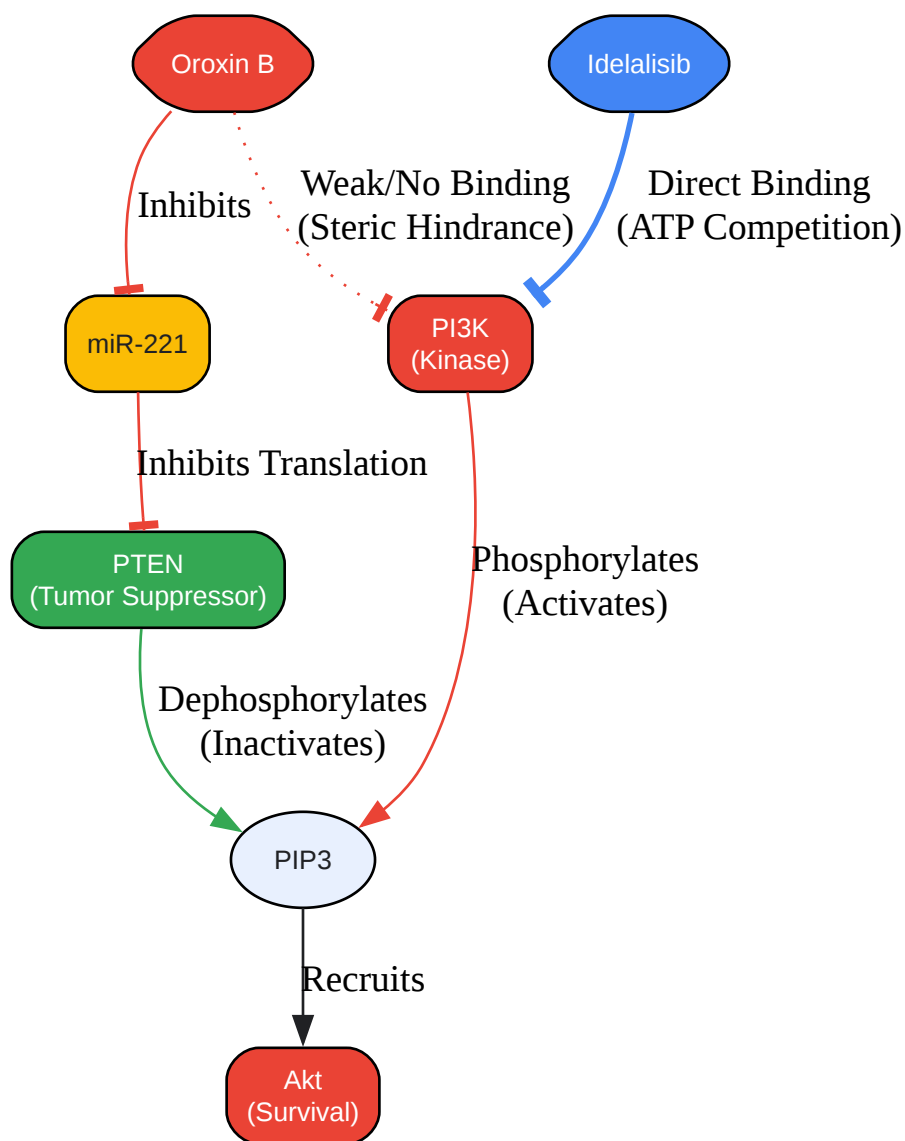 Oroxin B
Idelalisib
Inhibits
Weak/No Binding
(Steric Hindrance)
Direct Binding
(ATP Competition)
miR-221
PI3K
(Kinase)
Inhibits Translation
PTEN
(Tumor Suppressor)
Phosphorylates
(Activates)
Dephosphorylates
(Inactivates)
PIP3
Recruits
Akt
(Survival)